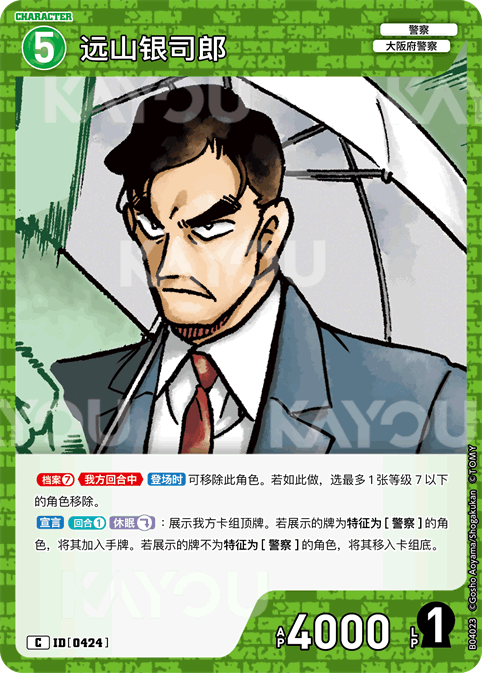 CHARACTER
5 远山银司郎
警察
大阪府警察
KAYOU KAYOU
KAYOU
KAYOU KAYOU
档案7 我方回合中 登场时 可移除此角色。若如此做，选最多1张等级7以下
的角色移除。
宣言 回合1 休眠 ：展示我方卡组顶牌。若展示的牌为特征为[警察]的角
色，将其加入手牌。若展示的牌不为特征为[警察]的角色，将其移入卡组底。
C ID[0424]
AP 4000 LP 1
B04023 ©Gosho Aoyama/Shogakukan ©TOMY